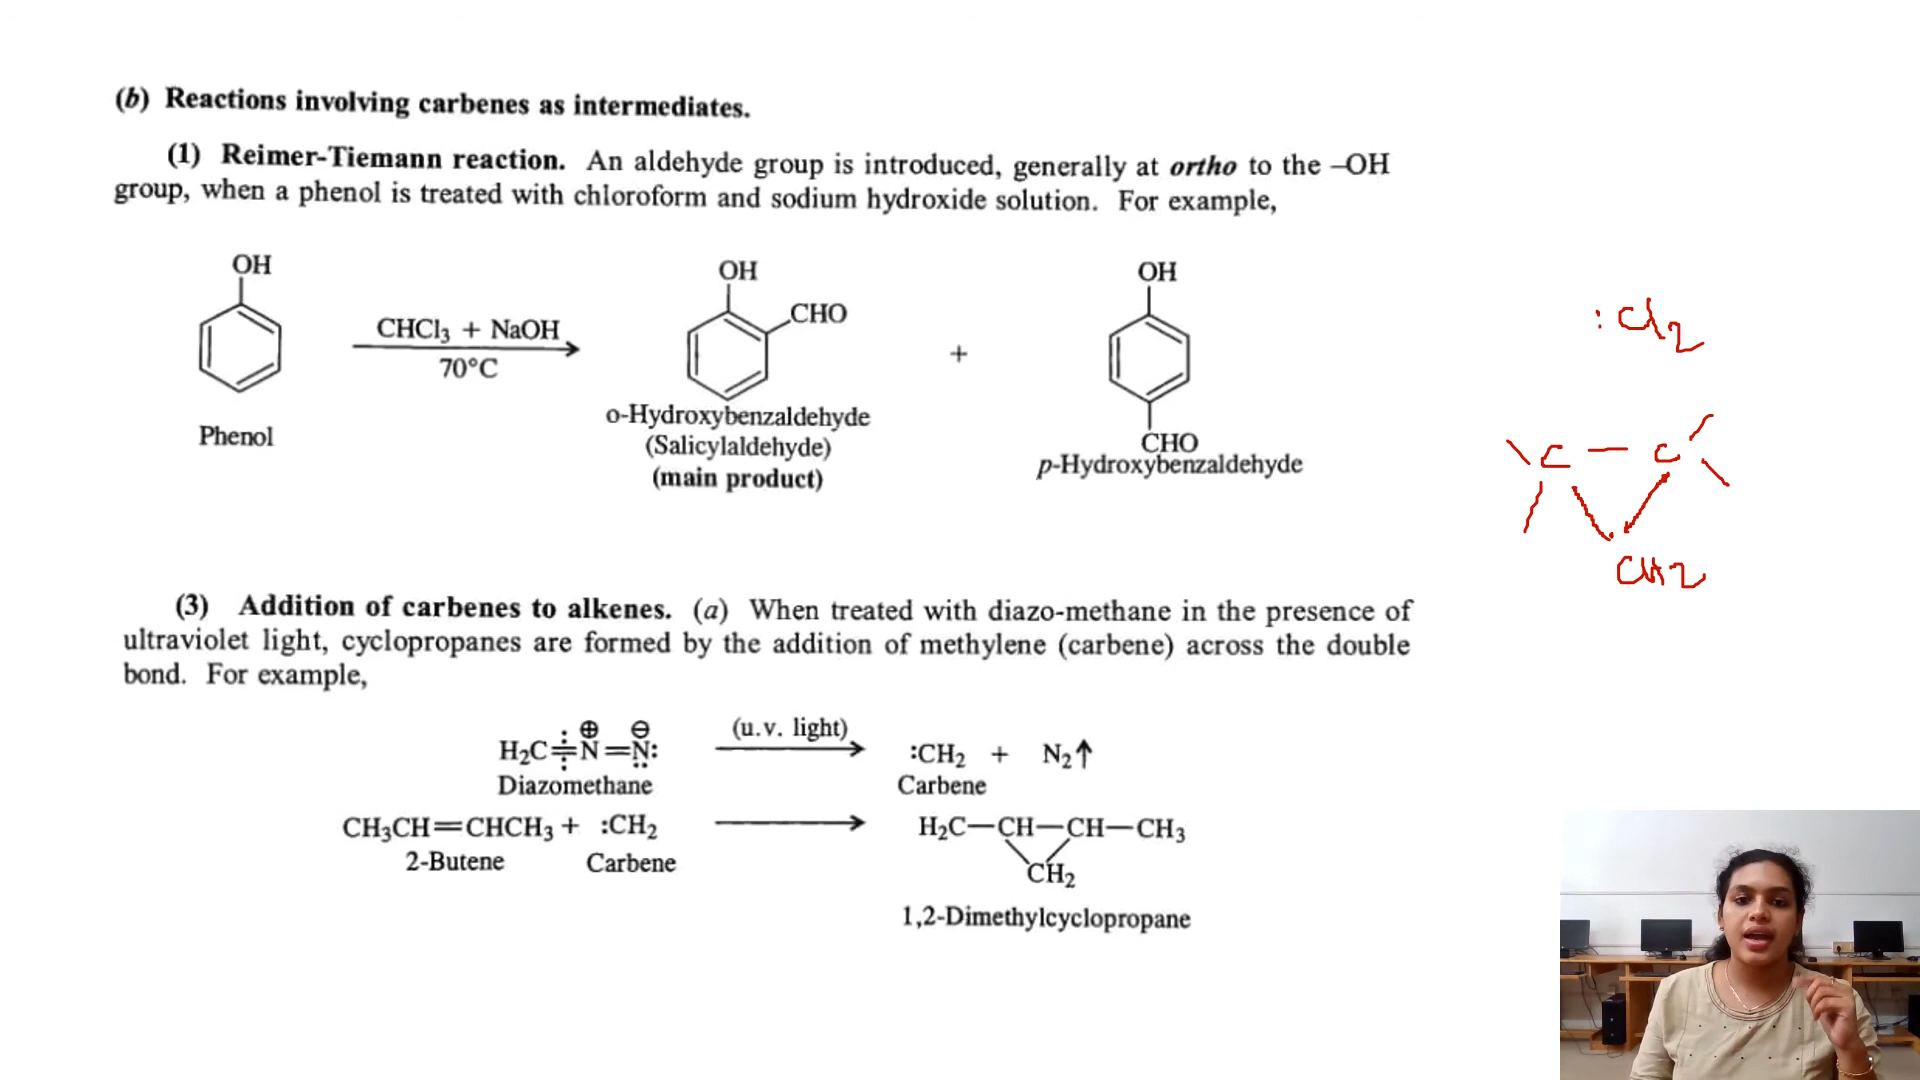 (b) Reactions involving carbenes as intermediates.
(1) Reimer-Tiemann reaction. An aldehyde group is introduced, generally at ortho to the –OH
group, when a phenol is treated with chloroform and sodium hydroxide solution. For example,
OH
CHCl₃ + NaOH
70°C
Phenol
OH
CHO
o-Hydroxybenzaldehyde
(Salicylaldehyde)
(main product)
+
OH
CHO
p-Hydroxybenzaldehyde
:Cl2
C — C
CH2
(3) Addition of carbenes to alkenes. (a) When treated with diazo-methane in the presence of
ultraviolet light, cyclopropanes are formed by the addition of methylene (carbene) across the double
bond. For example,
⊕ ⊖
H₂C=N=N: (u.v. light) :CH₂ + N₂↑
Diazomethane Carbene
CH₃CH=CHCH₃ + :CH₂ H₂C—CH—CH—CH₃
2-Butene Carbene CH₂
1,2-Dimethylcyclopropane